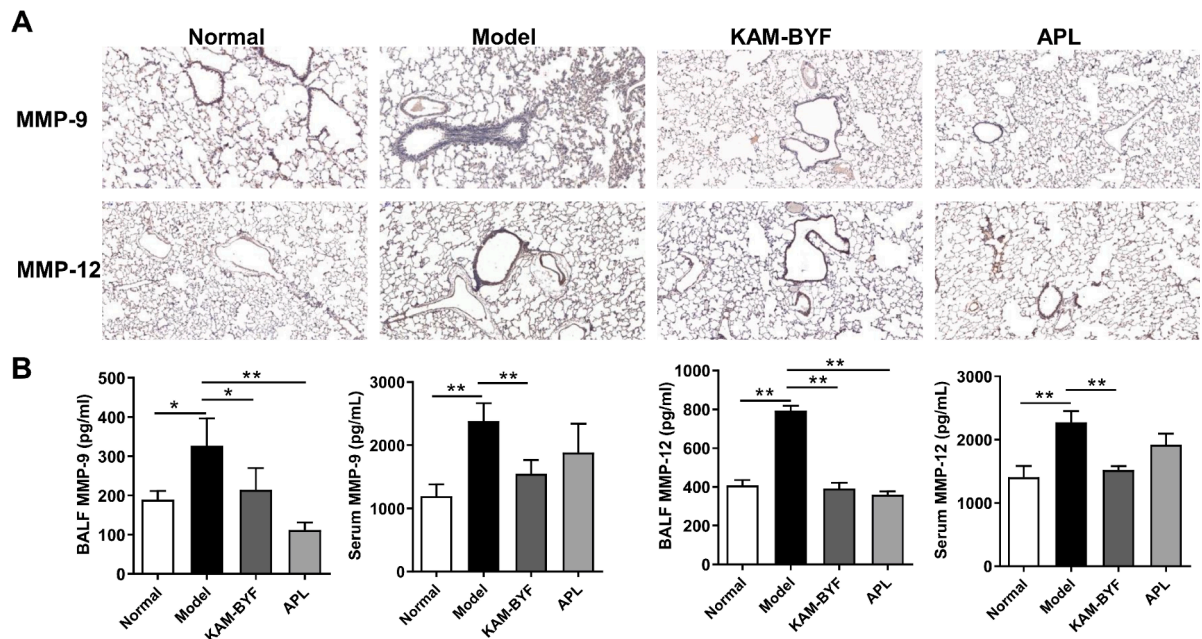 A
Normal
Model
KAM-BYF
APL
MMP-9
MMP-12
B
BALF MMP-9 (pg/ml)
500
400
300
200
100
0
*
*
**
Normal
Model
KAM-BYF
APL
Serum MMP-9 (pg/ml)
3000
2000
1000
0
**
**
Normal
Model
KAM-BYF
APL
BALF MMP-12 (pg/ml)
1000
800
600
400
200
0
**
**
**
Normal
Model
KAM-BYF
APL
Serum MMP-12 (pg/ml)
3000
2000
1000
0
**
**
Normal
Model
KAM-BYF
APL